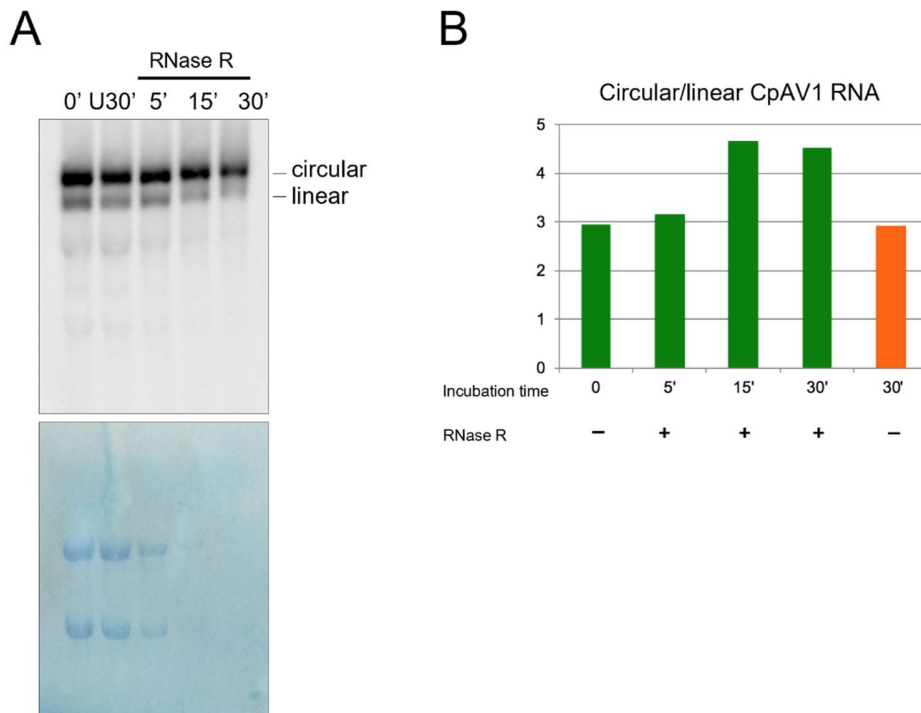 A
RNase R
0’ U30’ 5’ 15’ 30’
circular
linear
B
Circular/linear CpAV1 RNA
5
4
3
2
1
0
Incubation time 0 5' 15' 30' 30'
RNase R – + + + –